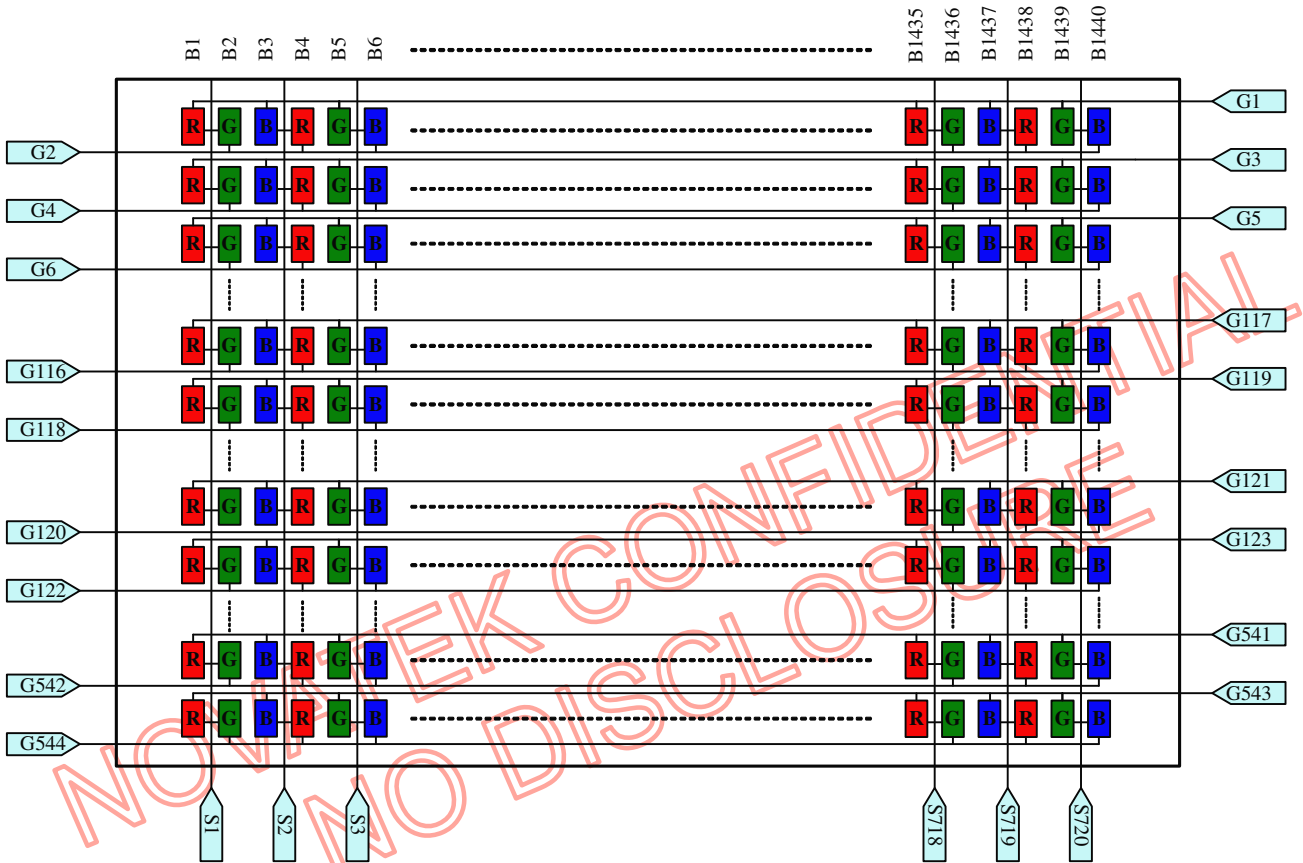 B1 B2 B3 B4 B5 B6 B1435 B1436 B1437 B1438 B1439 B1440
G1
R G B R G B R G B R G B
G2
G3
R G B R G B R G B R G B
G4
G5
R G B R G B R G B R G B
G6
G117
R G B R G B R G B R G B
G116
G119
R G B R G B R G B R G B
G118
G121
R G B R G B R G B R G B
G120
G123
R G B R G B R G B R G B
G122
G541
R G B R G B R G B R G B
G542
G543
R G B R G B R G B R G B
G544
S1 S2 S3 S718 S719 S720
NOVATEK CONFIDENTIAL
NO DISCLOSURE